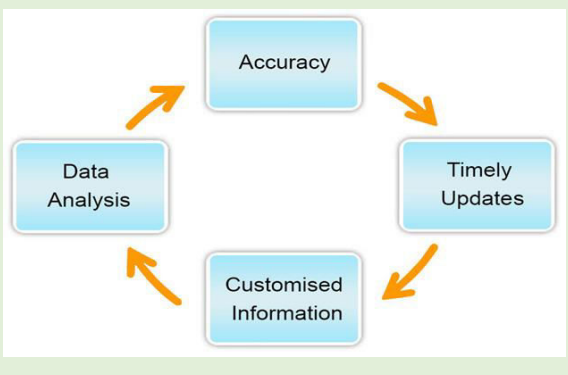 Accuracy
Timely
Updates
Customised
Information
Data
Analysis